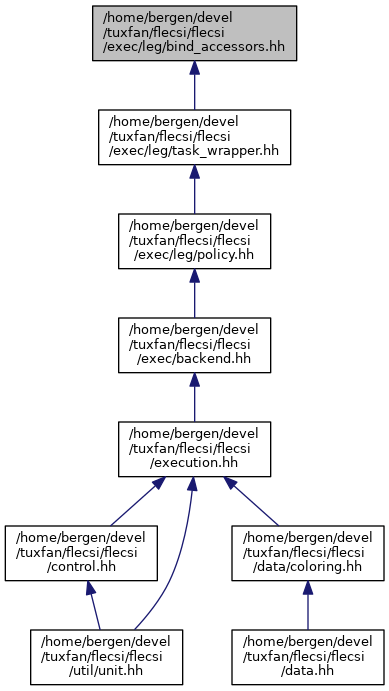 /home/bergen/devel
/tuxfan/flecsi/flecsi
/exec/leg/bind_accessors.hh
/home/bergen/devel
/tuxfan/flecsi/flecsi
/exec/leg/task_wrapper.hh
/home/bergen/devel
/tuxfan/flecsi/flecsi
/exec/leg/policy.hh
/home/bergen/devel
/tuxfan/flecsi/flecsi
/exec/backend.hh
/home/bergen/devel
/tuxfan/flecsi/flecsi
/execution.hh
/home/bergen/devel
/tuxfan/flecsi/flecsi
/control.hh
/home/bergen/devel
/tuxfan/flecsi/flecsi
/data/coloring.hh
/home/bergen/devel
/tuxfan/flecsi/flecsi
/util/unit.hh
/home/bergen/devel
/tuxfan/flecsi/flecsi
/data.hh